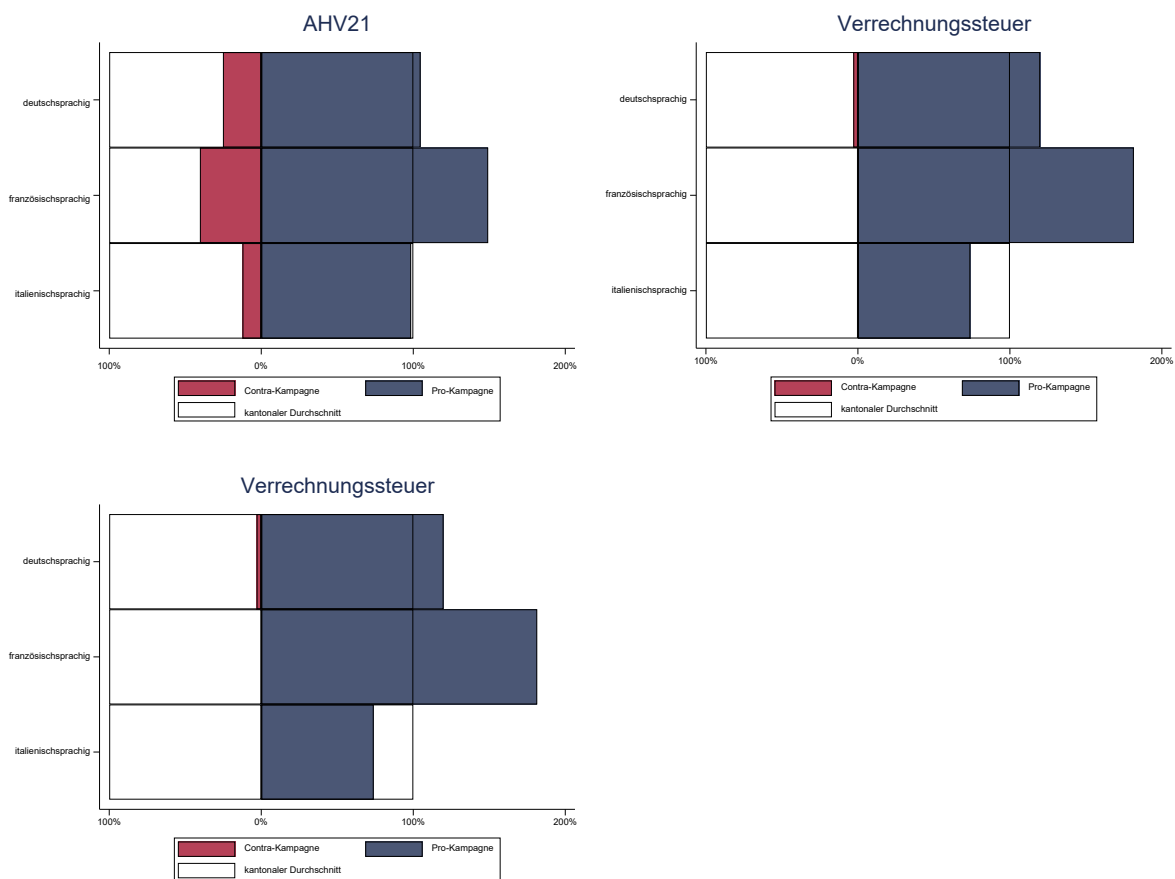 AHV21
deutschsprachig
französischsprachig
italienischsprachig
100% 0% 100% 200%
Contra-Kampagne Pro-Kampagne
kantonaler Durchschnitt
Verrechnungssteuer
deutschsprachig
französischsprachig
italienischsprachig
100% 0% 100% 200%
Contra-Kampagne Pro-Kampagne
kantonaler Durchschnitt
Verrechnungssteuer
deutschsprachig
französischsprachig
italienischsprachig
100% 0% 100% 200%
Contra-Kampagne Pro-Kampagne
kantonaler Durchschnitt